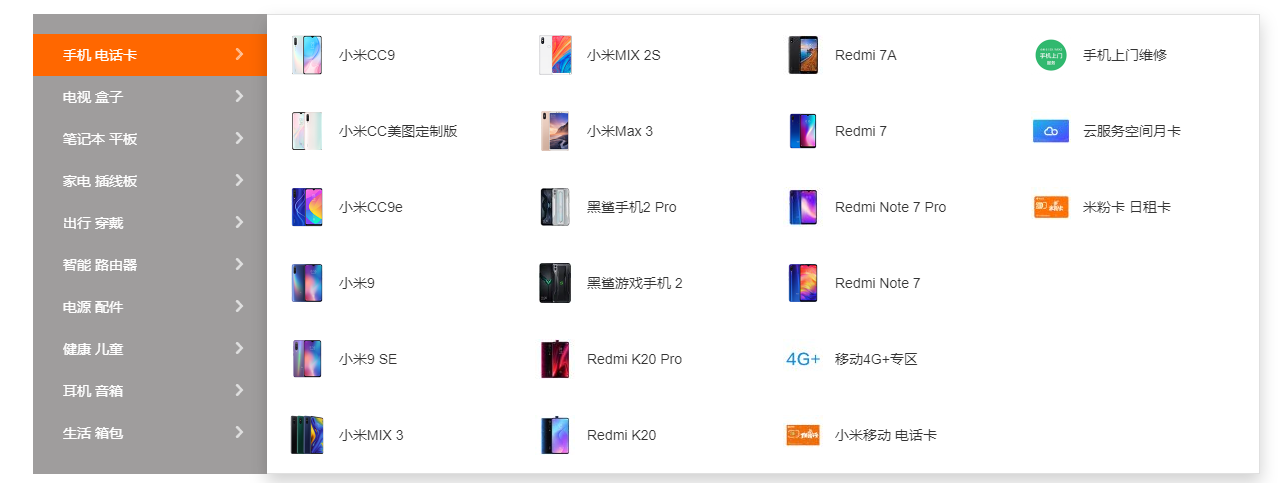 手机 电话卡
电视 盒子
笔记本 平板
家电 插线板
出行 穿戴
智能 路由器
电源 配件
健康 儿童
耳机 音箱
生活 箱包
小米CC9
小米CC美图定制版
小米CC9e
小米9
小米9 SE
小米MIX 3
小米MIX 2S
小米Max 3
黑鲨手机2 Pro
黑鲨游戏手机 2
Redmi K20 Pro
Redmi K20
Redmi 7A
Redmi 7
Redmi Note 7 Pro
Redmi Note 7
4G+ 移动4G+专区
小米移动 电话卡
手机上门
服务
手机上门维修
云服务空间月卡
米粉卡 日租卡